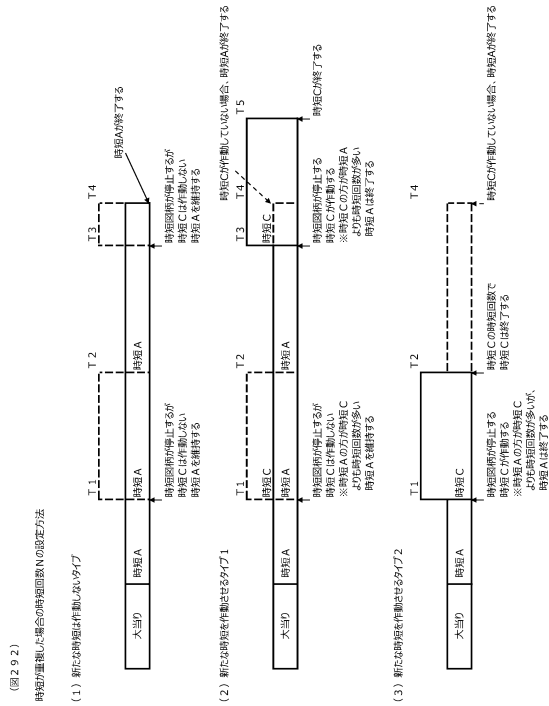 （図２９２）
時短が重複した場合の時短回数Ｎの設定方法
（１）新たな時短は作動しないタイプ
大当り
時短Ａ
時短Ａ
時短Ａ
Ｔ１
Ｔ２
Ｔ３
Ｔ４
時短図柄が停止するが
時短Ｃは作動しない
時短Ａを維持する
時短図柄が停止するが
時短Ｃは作動しない
時短Ａを維持する
時短Aが終了する
（２）新たな時短を作動させるタイプ１
大当り
時短Ａ
時短Ｃ
時短Ａ
時短Ａ
時短Ｃ
Ｔ１
Ｔ２
Ｔ３
Ｔ４
Ｔ５
時短図柄が停止するが
時短Ｃは作動しない
※時短Ａの方が時短Ｃ
よりも時短回数が多い
時短Ａを維持する
時短図柄が停止する
時短Ｃが作動する
※時短Ｃの方が時短Ａ
よりも時短回数が多い
時短Ａは終了する
時短Cが作動していない場合、時短Aが終了する
時短Cが終了する
（３）新たな時短を作動させるタイプ２
大当り
時短Ａ
時短Ｃ
Ｔ１
Ｔ２
Ｔ４
時短図柄が停止する
時短Ｃが作動する
※時短Ａの方が時短Ｃ
よりも時短回数が多いが、
時短Ａは終了する
時短Ｃの時短回数で
時短Ｃは終了する
時短Cが作動していない場合、時短Aが終了する